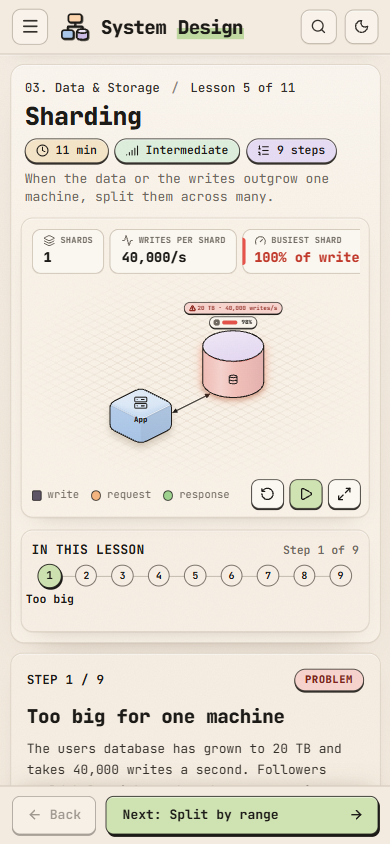 System Design
03. Data & Storage / Lesson 5 of 11
Sharding
11 min
Intermediate
9 steps
When the data or the writes outgrow one
machine, split them across many.
SHARDS
1
WRITES PER SHARD
40,000/s
BUSIEST SHARD
100% of write
20 TB · 40,000 writes/s
98%
App
write
request
response
IN THIS LESSON
Step 1 of 9
1 2 3 4 5 6 7 8 9
Too big
STEP 1 / 9
PROBLEM
Too big for one machine
The users database has grown to 20 TB and
takes 40,000 writes a second. Followers
Back
Next: Split by range